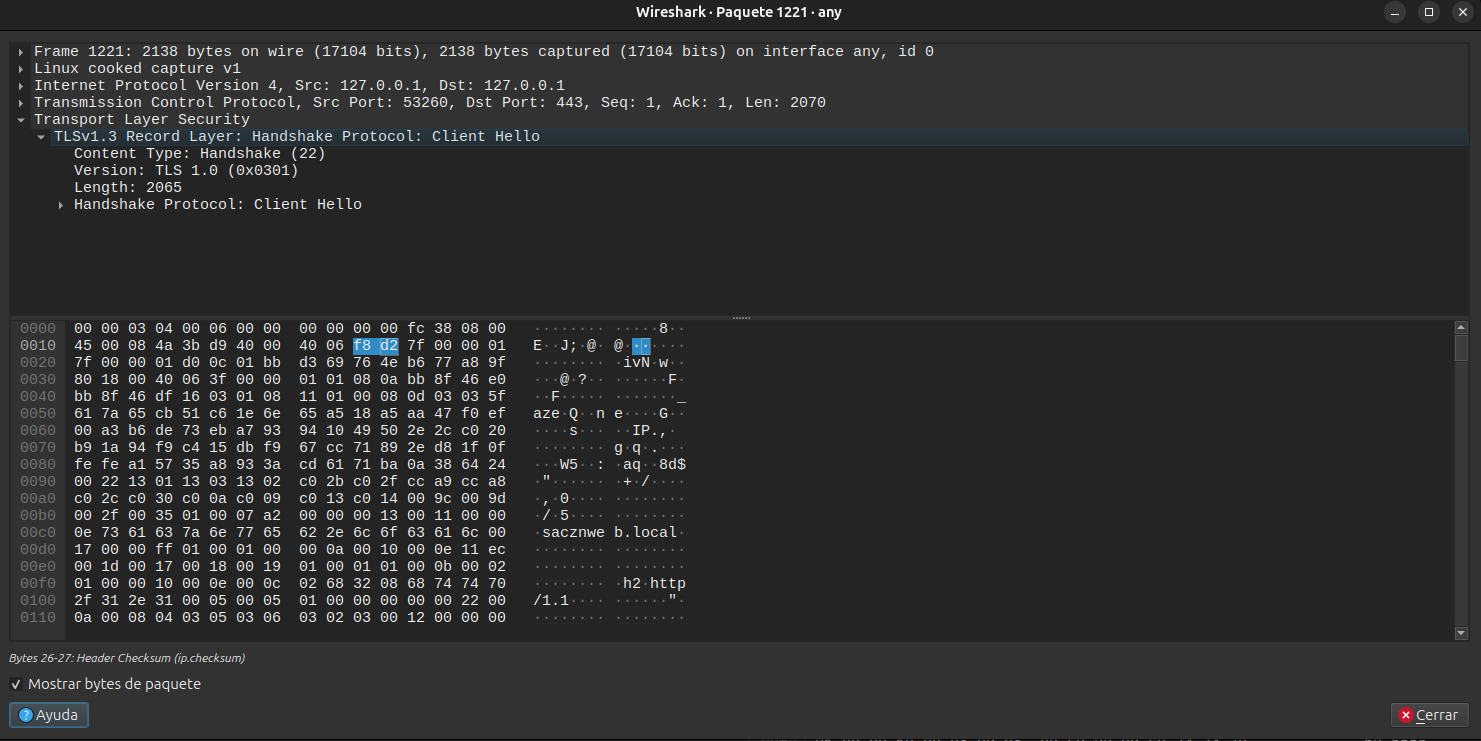 Wireshark · Paquete 1221 · any
Frame 1221: 2138 bytes on wire (17104 bits), 2138 bytes captured (17104 bits) on interface any, id 0
Linux cooked capture v1
Internet Protocol Version 4, Src: 127.0.0.1, Dst: 127.0.0.1
Transmission Control Protocol, Src Port: 53260, Dst Port: 443, Seq: 1, Ack: 1, Len: 2070
Transport Layer Security
TLSv1.3 Record Layer: Handshake Protocol: Client Hello
Content Type: Handshake (22)
Version: TLS 1.0 (0x0301)
Length: 2065
Handshake Protocol: Client Hello
0000 00 00 03 04 00 06 00 00 00 00 00 00 fc 38 08 00 ········ ·····8··
0010 45 00 08 4a 3b d9 40 00 40 06 f8 d2 7f 00 00 01 E··J;·@· @·······
0020 7f 00 00 01 d0 0c 01 bb d3 69 76 4e b6 77 a8 9f ········ ·ivN·w··
0030 80 18 00 40 06 3f 00 00 01 01 08 0a bb 8f 46 e0 ···@·?·· ······F·
0040 bb 8f 46 df 16 03 01 08 11 01 00 08 0d 03 03 5f ··F····· ·······_
0050 61 7a 65 cb 51 c6 1e 6e 65 a5 18 a5 aa 47 f0 ef aze·Q··n e····G··
0060 00 a3 b6 de 73 eb a7 93 94 10 49 50 2e 2c c0 20 ····s··· ··IP.,·
0070 b9 1a 94 f9 c4 15 db f9 67 cc 71 89 2e d8 1f 0f ········ g·q·.···
0080 fe fe a1 57 35 a8 93 3a cd 61 71 ba 0a 38 64 24 ···W5··: ·aq··8d$
0090 00 22 13 01 13 03 13 02 c0 2b c0 2f cc a9 cc a8 ·"······ ·+·/····
00a0 c0 2c c0 30 c0 0a c0 09 c0 13 c0 14 00 9c 00 9d ·,·0···· ········
00b0 00 2f 00 35 01 00 07 a2 00 00 00 13 00 11 00 00 ·/·5···· ········
00c0 0e 73 61 63 7a 6e 77 65 62 2e 6c 6f 63 61 6c 00 ·sacznwe b.local·
00d0 17 00 00 ff 01 00 01 00 00 0a 00 10 00 0e 11 ec ········ ········
00e0 00 1d 00 17 00 18 00 19 01 00 01 01 00 0b 00 02 ········ ········
00f0 01 00 00 10 00 0e 00 0c 02 68 32 08 68 74 74 70 ········ ·h2·http
0100 2f 31 2e 31 00 05 00 05 01 00 00 00 00 00 22 00 /1.1···· ······"·
0110 0a 00 08 04 03 05 03 06 03 02 03 00 12 00 00 00 ········ ········
Bytes 26-27: Header Checksum (ip.checksum)
Mostrar bytes de paquete
Ayuda
Cerrar